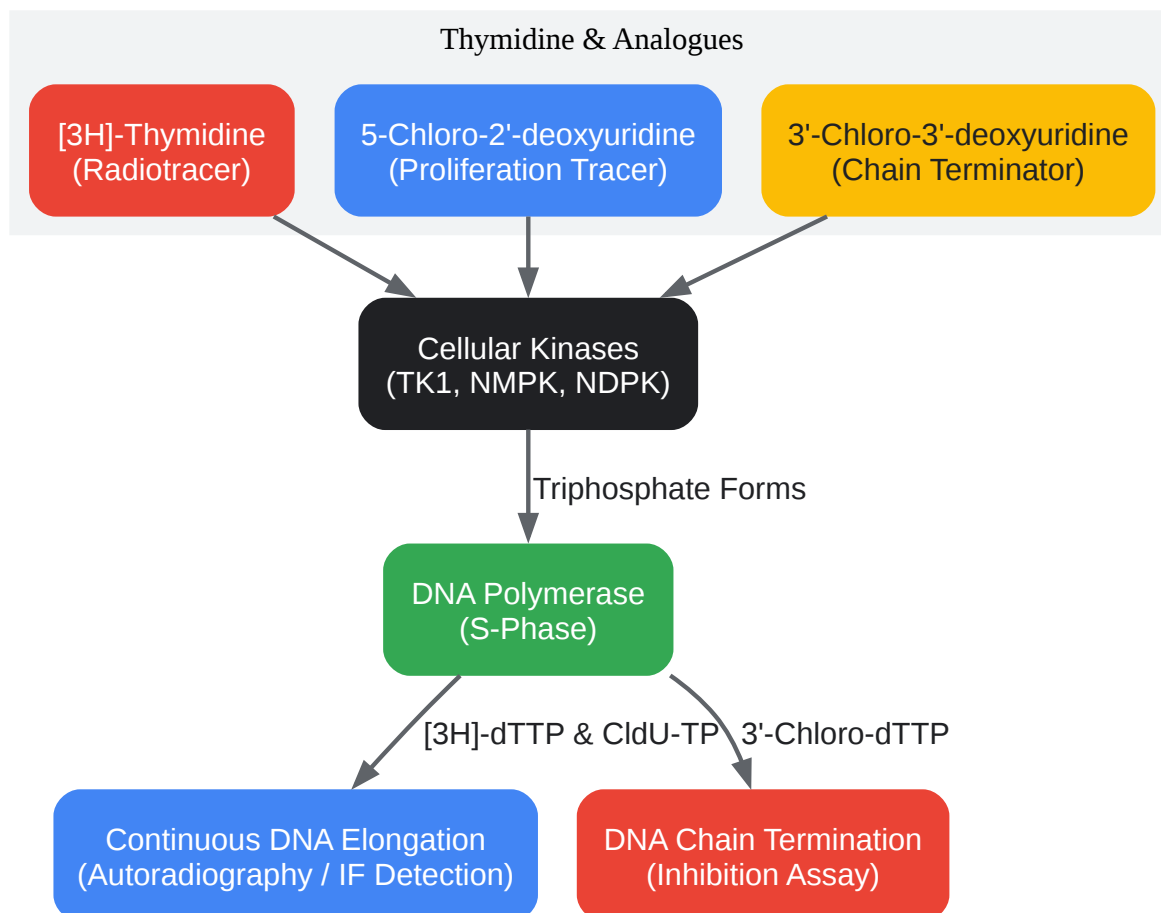 Thymidine & Analogues
[3H]-Thymidine
(Radiotracer)
5-Chloro-2'-deoxyuridine
(Proliferation Tracer)
3'-Chloro-3'-deoxyuridine
(Chain Terminator)
Cellular Kinases
(TK1, NMPK, NDPK)
Triphosphate Forms
DNA Polymerase
(S-Phase)
[3H]-dTTP & CldU-TP
3'-Chloro-dTTP
Continuous DNA Elongation
(Autoradiography / IF Detection)
DNA Chain Termination
(Inhibition Assay)